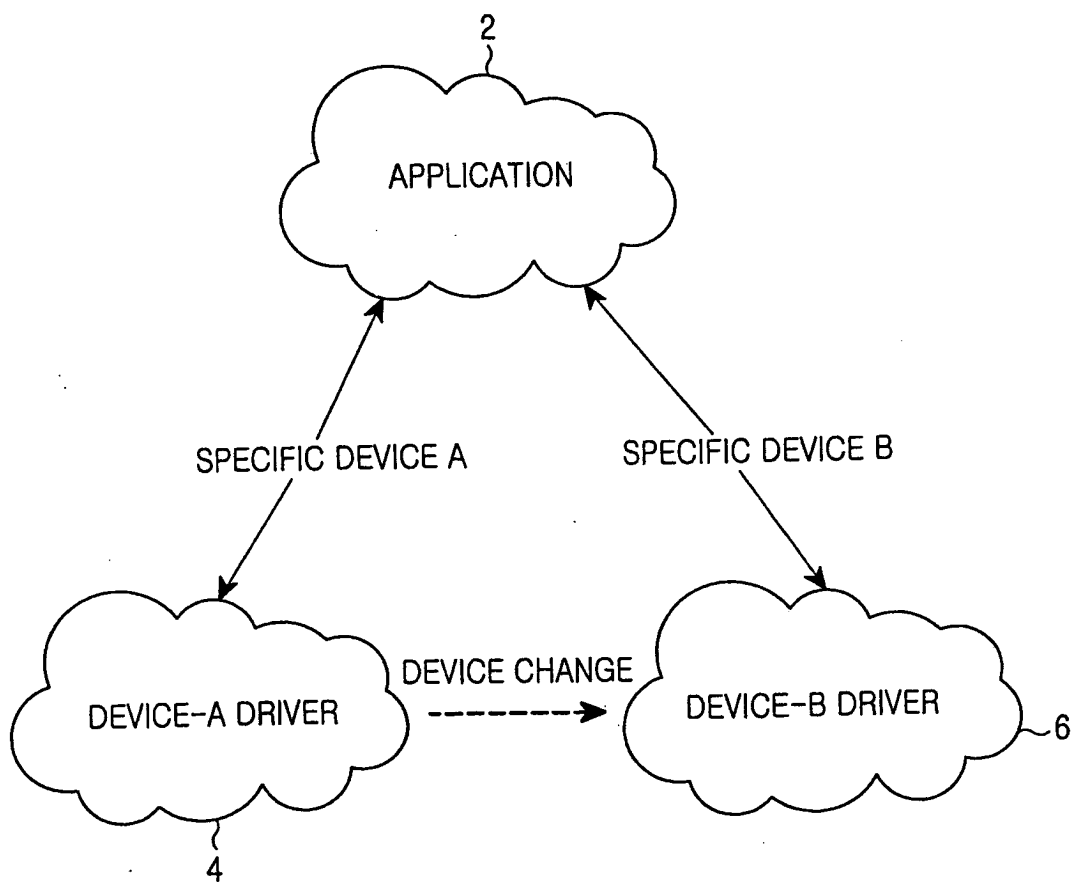 2
APPLICATION
SPECIFIC DEVICE A
SPECIFIC DEVICE B
DEVICE CHANGE
DEVICE-A DRIVER
DEVICE-B DRIVER
6
4